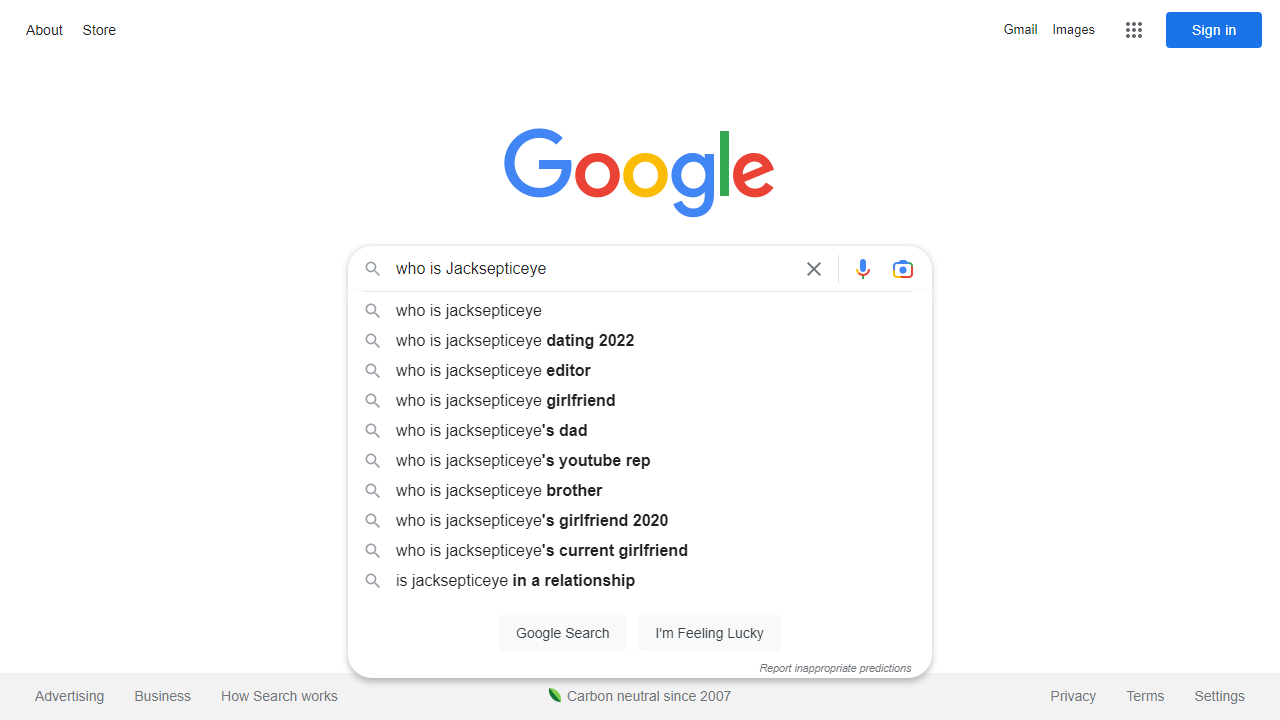 About Store Gmail Images Sign in
Google
who is Jacksepticeye
who is jacksepticeye
who is jacksepticeye dating 2022
who is jacksepticeye editor
who is jacksepticeye girlfriend
who is jacksepticeye's dad
who is jacksepticeye's youtube rep
who is jacksepticeye brother
who is jacksepticeye's girlfriend 2020
who is jacksepticeye's current girlfriend
is jacksepticeye in a relationship
Google Search I'm Feeling Lucky
Report inappropriate predictions
Advertising Business How Search works Carbon neutral since 2007 Privacy Terms Settings